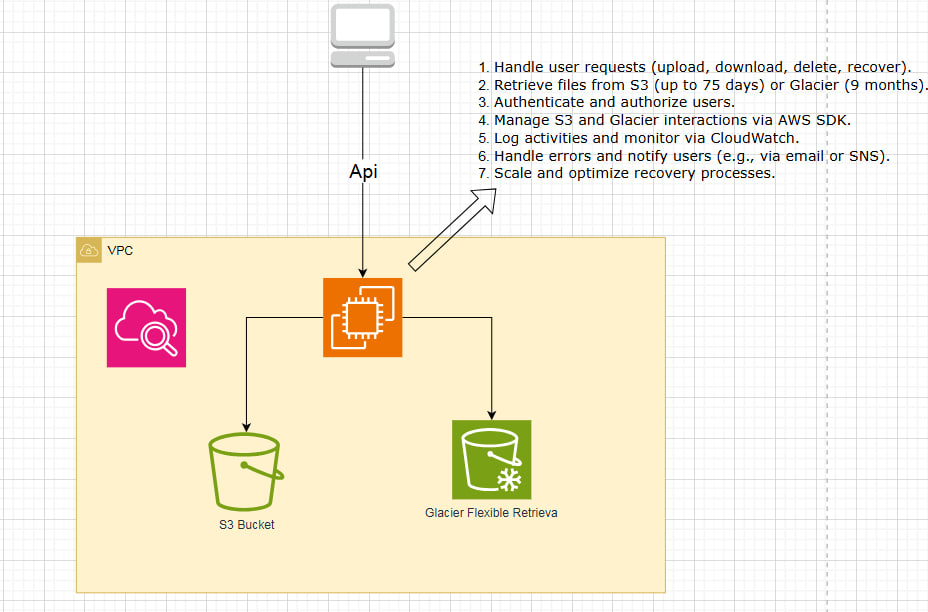 1. Handle user requests (upload, download, delete, recover).
2. Retrieve files from S3 (up to 75 days) or Glacier (9 months).
3. Authenticate and authorize users.
4. Manage S3 and Glacier interactions via AWS SDK.
5. Log activities and monitor via CloudWatch.
6. Handle errors and notify users (e.g., via email or SNS).
7. Scale and optimize recovery processes.
Api
VPC
S3 Bucket
Glacier Flexible Retrieva